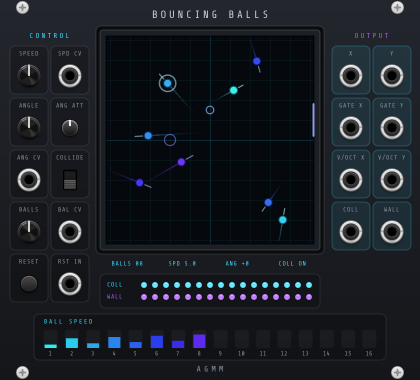 BOUNCING BALLS
CONTROL
OUTPUT
SPEED SPD CV
X Y
ANGLE ANG ATT
GATE X GATE Y
ANG CV COLLIDE
V/OCT X V/OCT Y
BALLS BAL CV
COLL WALL
RESET RST IN
BALLS 08 SPD 5.0 ANG +0 COLL ON
COLL
WALL
BALL SPEED
1 2 3 4 5 6 7 8 9 10 11 12 13 14 15 16
AGMM